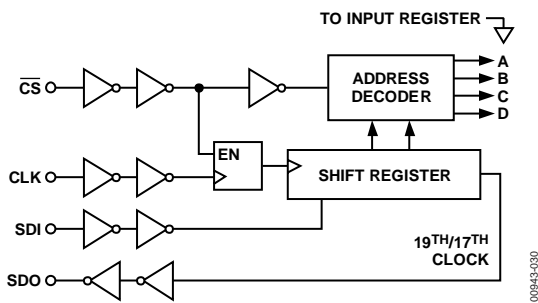 TO INPUT REGISTER
CS
ADDRESS
DECODER
A
B
C
D
EN
CLK
SHIFT REGISTER
SDI
19TH/17TH
CLOCK
SDO
00943-030